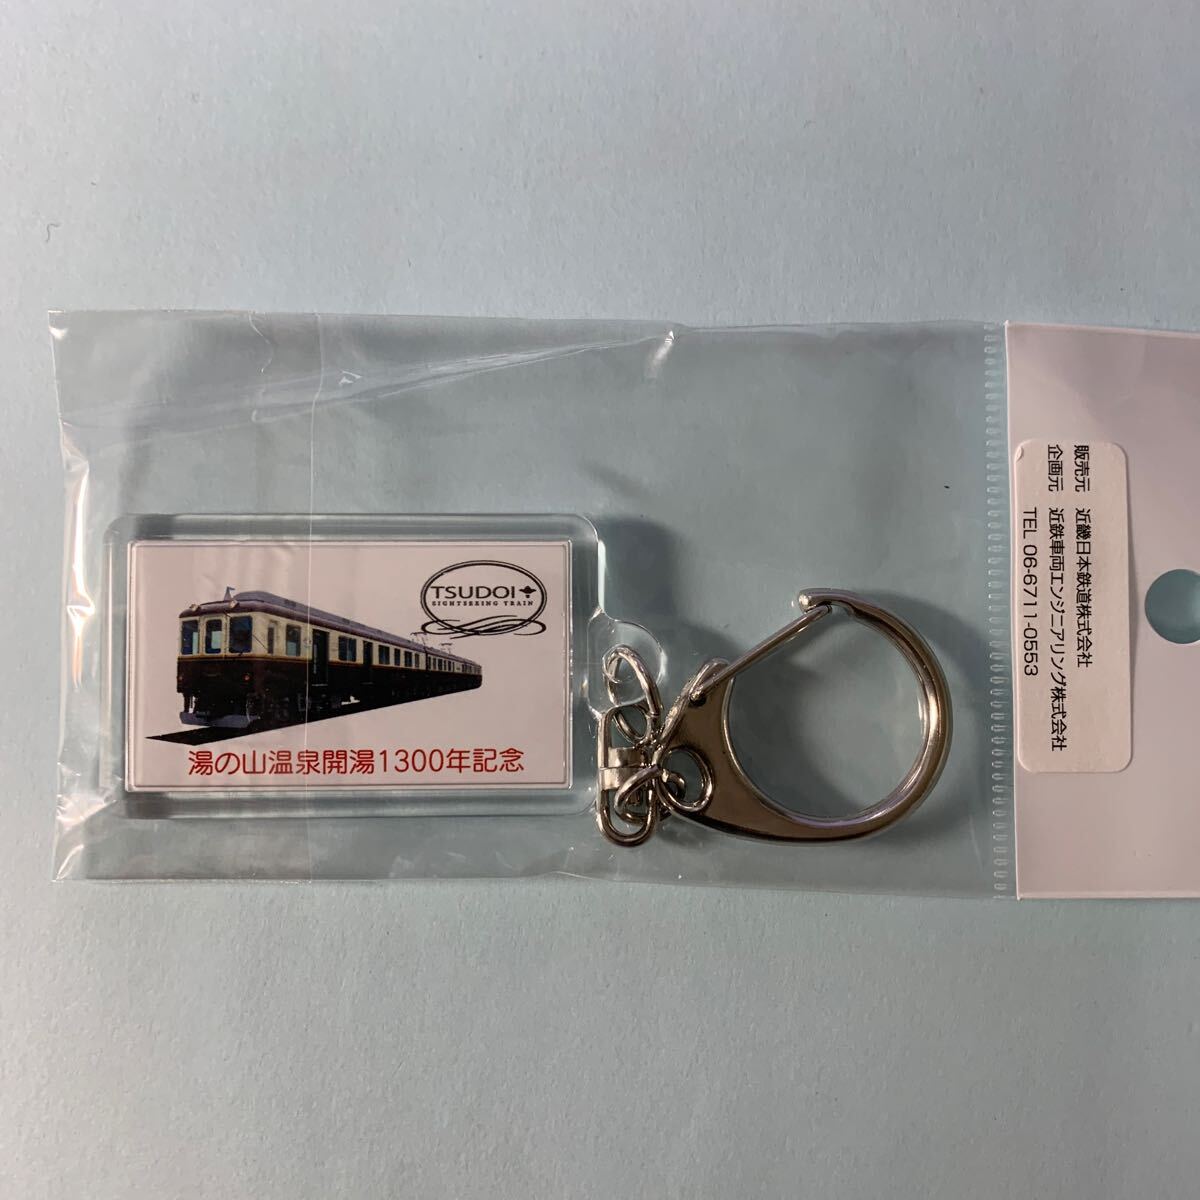 TSUDOI
SIGHTSEEING TRAIN
湯の山温泉開湯1300年記念
販売元　近畿日本鉄道株式会社
企画元　近鉄車両エンジニアリング株式会社
TEL 06-6711-0553